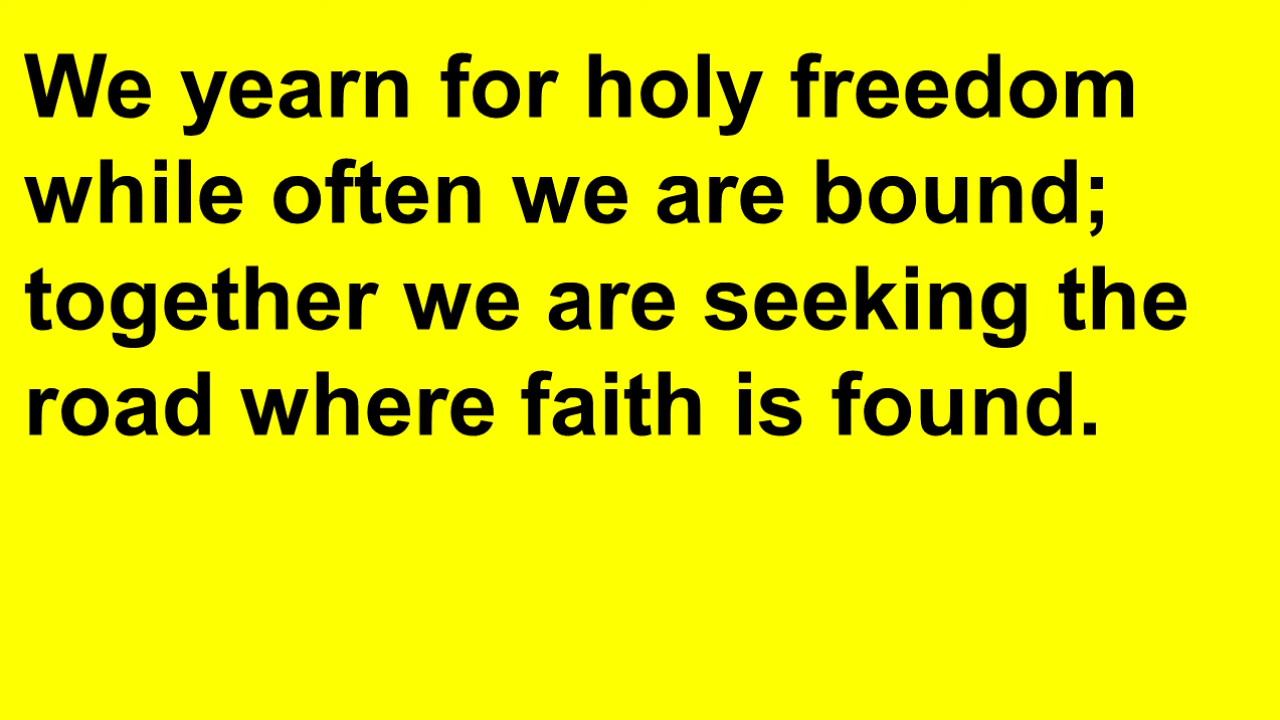 We yearn for holy freedom
while often we are bound;
together we are seeking the
road where faith is found.